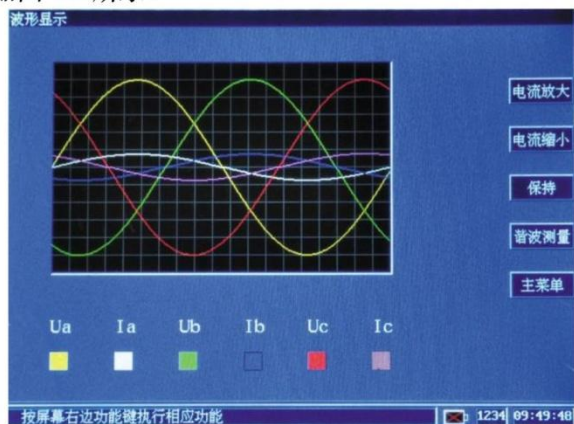 波形显示
电流放大
电流缩小
保持
谐波测量
主菜单
Ua Ia Ub Ib Uc Ic
按屏幕右边功能键执行相应功能 1234 09:49:48